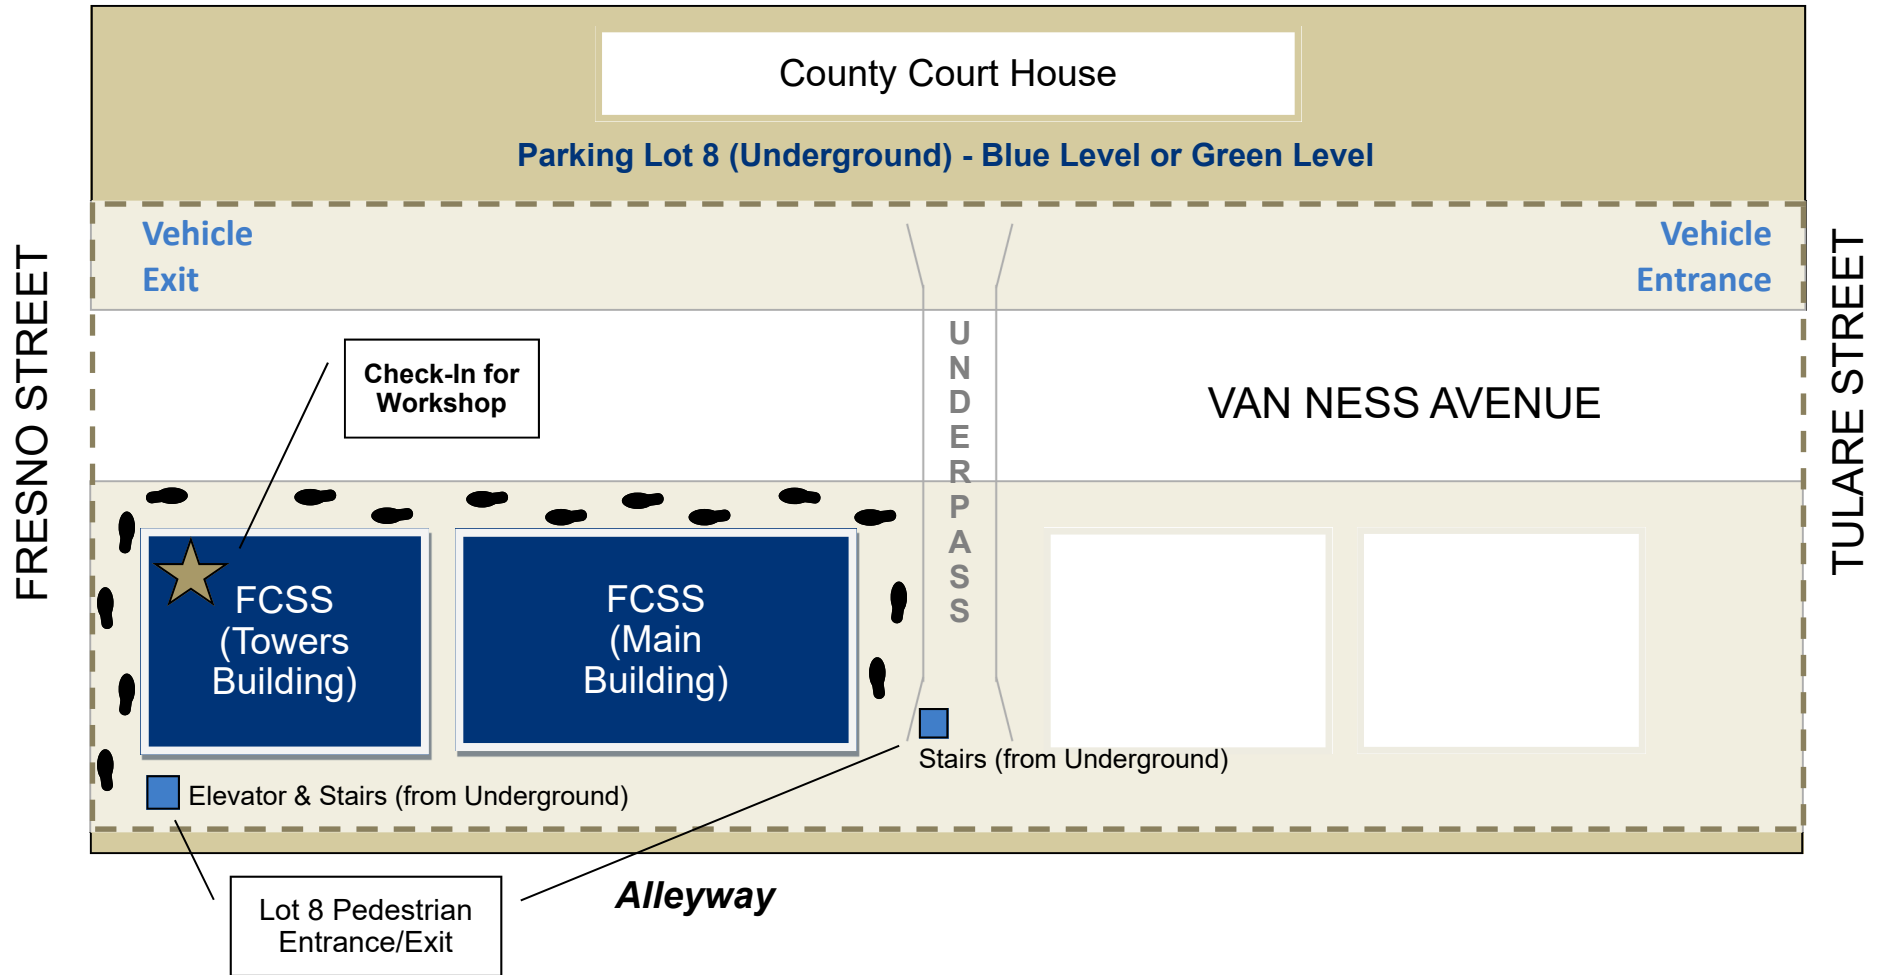 County Court House
Parking Lot 8 (Underground) - Blue Level or Green Level
Vehicle
Exit
Vehicle
Entrance
FRESNO STREET
TULARE STREET
Check-In for
Workshop
UNDERPASS
VAN NESS AVENUE
FCSS
(Towers
Building)
FCSS
(Main
Building)
Stairs (from Underground)
Elevator & Stairs (from Underground)
Alleyway
Lot 8 Pedestrian
Entrance/Exit